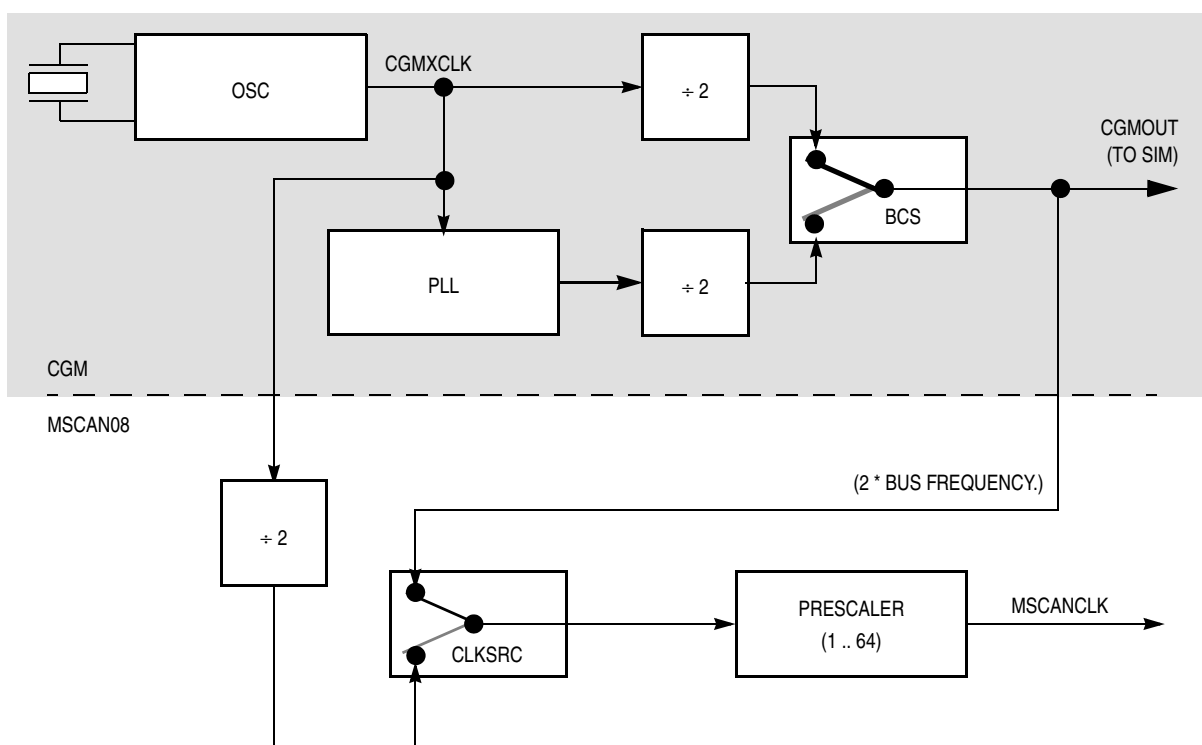 CGMXCLK
OSC
÷ 2
CGMOUT
(TO SIM)
BCS
PLL
÷ 2
CGM
MSCAN08
(2 * BUS FREQUENCY.)
÷ 2
CLKSRC
PRESCALER
(1 .. 64)
MSCANCLK